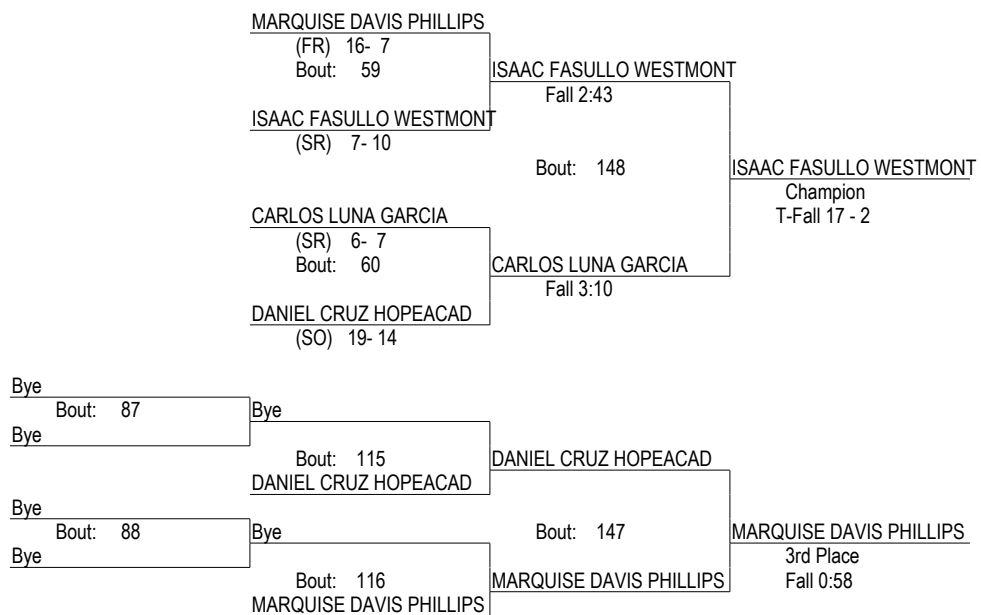 MARQUISE DAVIS PHILLIPS
(FR) 16- 7
Bout: 59
ISAAC FASULLO WESTMONT
Fall 2:43
ISAAC FASULLO WESTMONT
(SR) 7- 10
Bout: 148
ISAAC FASULLO WESTMONT
Champion
T-Fall 17 - 2
CARLOS LUNA GARCIA
(SR) 6- 7
Bout: 60
CARLOS LUNA GARCIA
Fall 3:10
DANIEL CRUZ HOPEACAD
(SO) 19- 14
Bye
Bout: 87
Bye
Bye
Bout: 115
DANIEL CRUZ HOPEACAD
DANIEL CRUZ HOPEACAD
Bye
Bout: 88
Bye
Bye
Bout: 147
MARQUISE DAVIS PHILLIPS
3rd Place
Fall 0:58
Bout: 116
MARQUISE DAVIS PHILLIPS
MARQUISE DAVIS PHILLIPS